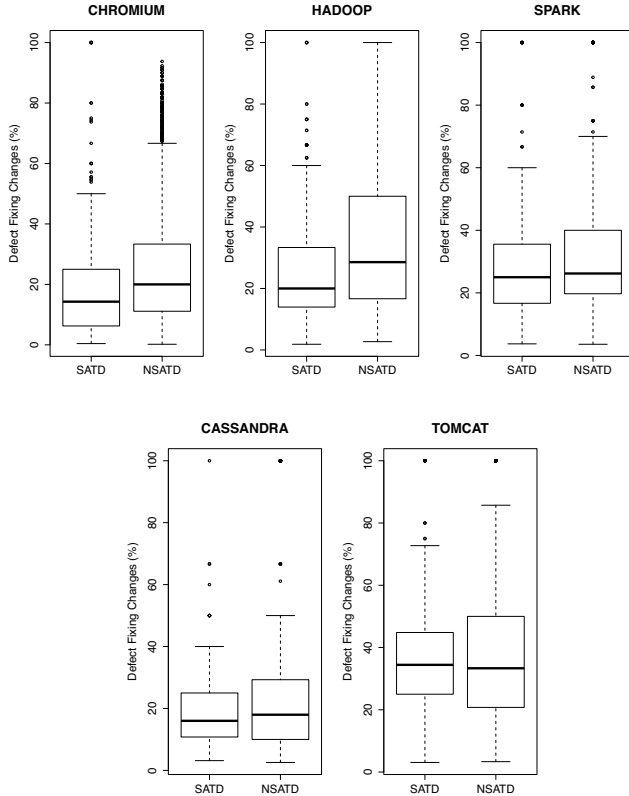 CHROMIUM
Defect Fixing Changes (%)
0
20
40
60
80
100
SATD
NSATD
HADOOP
Defect Fixing Changes (%)
0
20
40
60
80
100
SATD
NSATD
SPARK
Defect Fixing Changes (%)
0
20
40
60
80
100
SATD
NSATD
CASSANDRA
Defect Fixing Changes (%)
0
20
40
60
80
100
SATD
NSATD
TOMCAT
Defect Fixing Changes (%)
0
20
40
60
80
100
SATD
NSATD